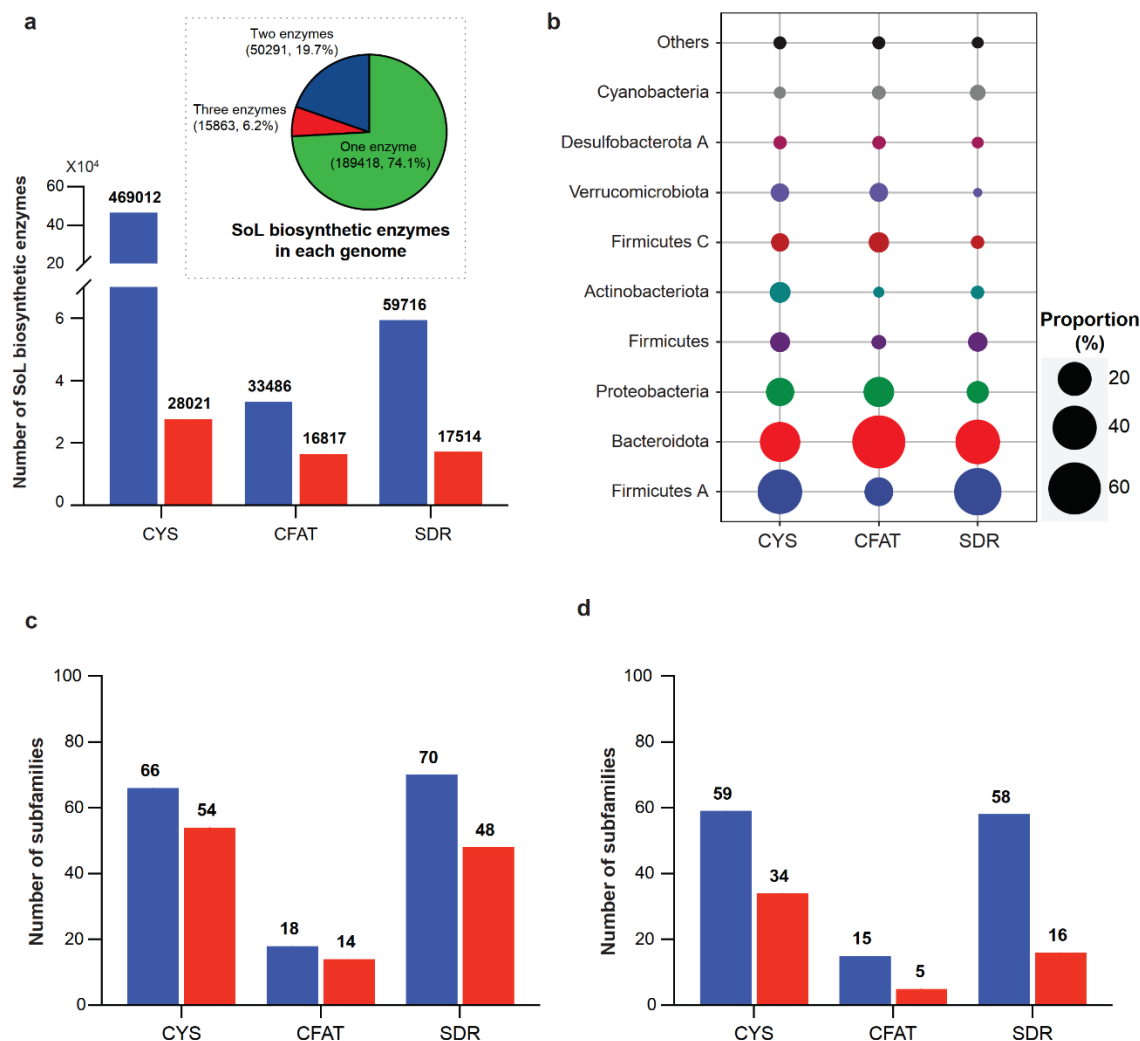 a
Two enzymes
(50291, 19.7%)
Three enzymes
(15863, 6.2%)
One enzyme
(189418, 74.1%)
SoL biosynthetic enzymes
in each genome
Number of SoL biosynthetic enzymes
X10⁴
60
40
20
6
4
2
0
469012
28021
33486
16817
59716
17514
CYS
CFAT
SDR
b
Others
Cyanobacteria
Desulfobacterota A
Verrucomicrobiota
Firmicutes C
Actinobacteriota
Firmicutes
Proteobacteria
Bacteroidota
Firmicutes A
CYS
CFAT
SDR
Proportion
(%)
20
40
60
c
Number of subfamilies
100
80
60
40
20
0
66
54
18
14
70
48
CYS
CFAT
SDR
d
Number of subfamilies
100
80
60
40
20
0
59
34
15
5
58
16
CYS
CFAT
SDR